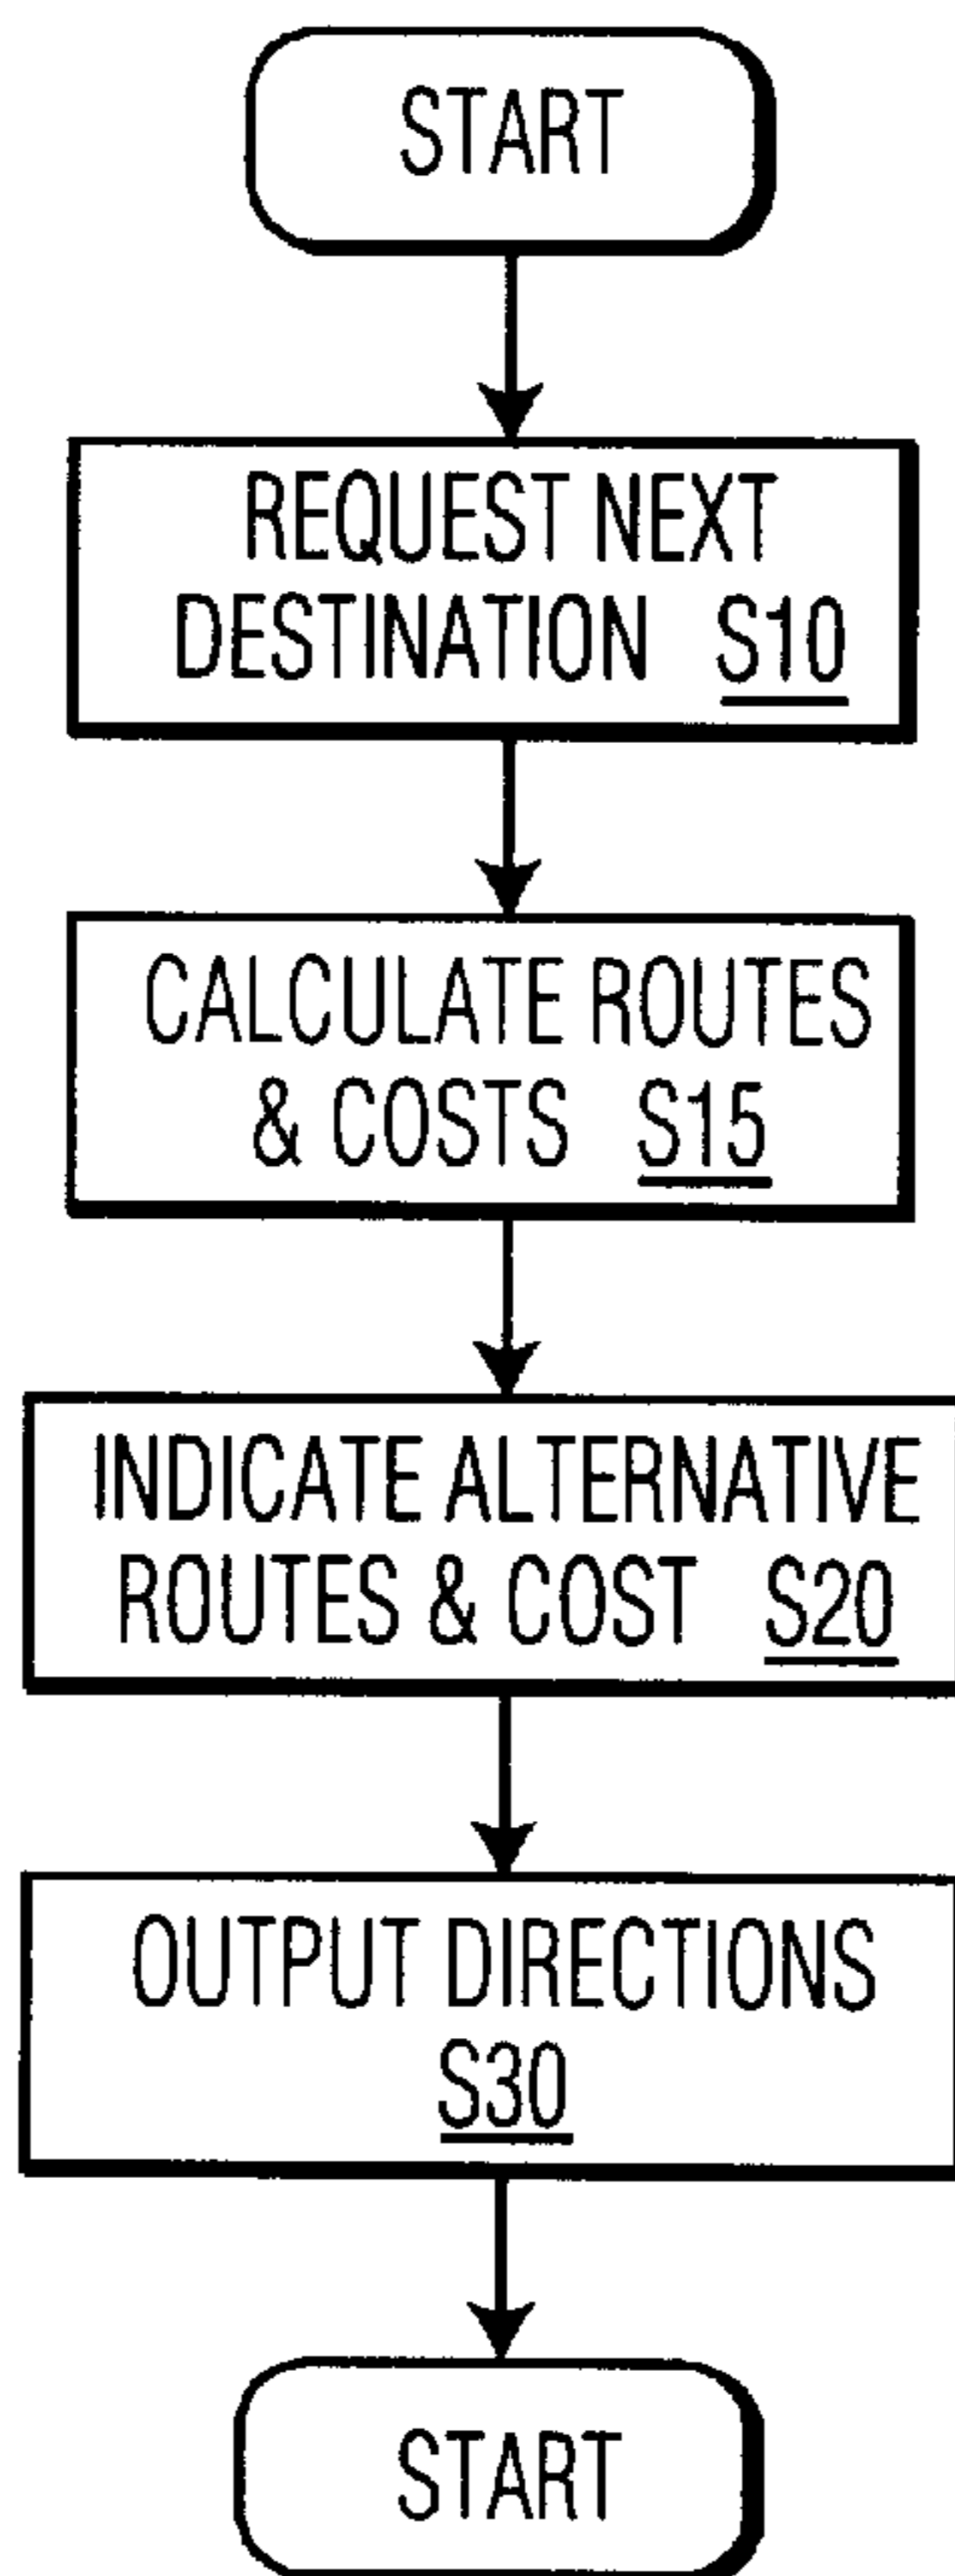 START
REQUEST NEXT
DESTINATION S10
CALCULATE ROUTES
& COSTS S15
INDICATE ALTERNATIVE
ROUTES & COST S20
OUTPUT DIRECTIONS
S30
START